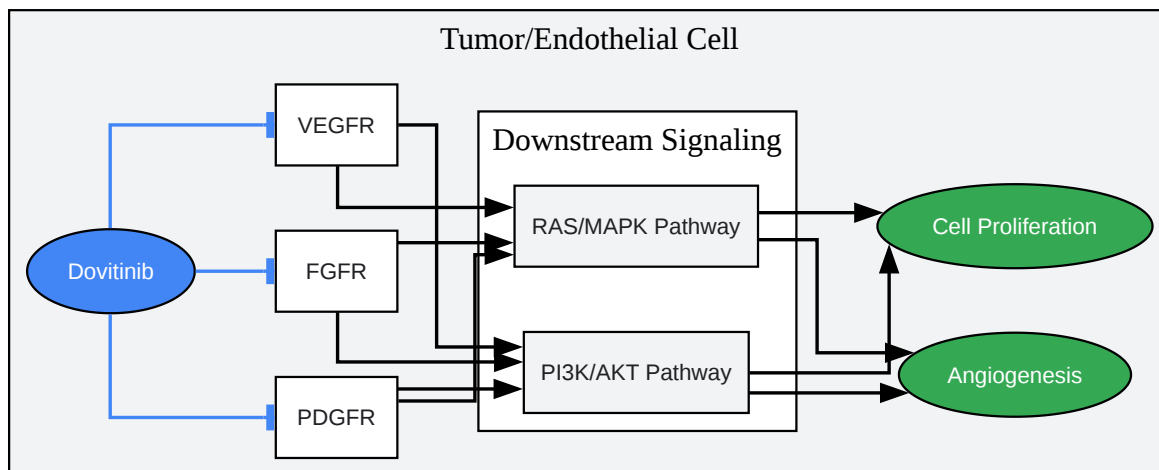 Tumor/Endothelial Cell
VEGFR
Downstream Signaling
RAS/MAPK Pathway
Cell Proliferation
Dovitinib
FGFR
PI3K/AKT Pathway
Angiogenesis
PDGFR